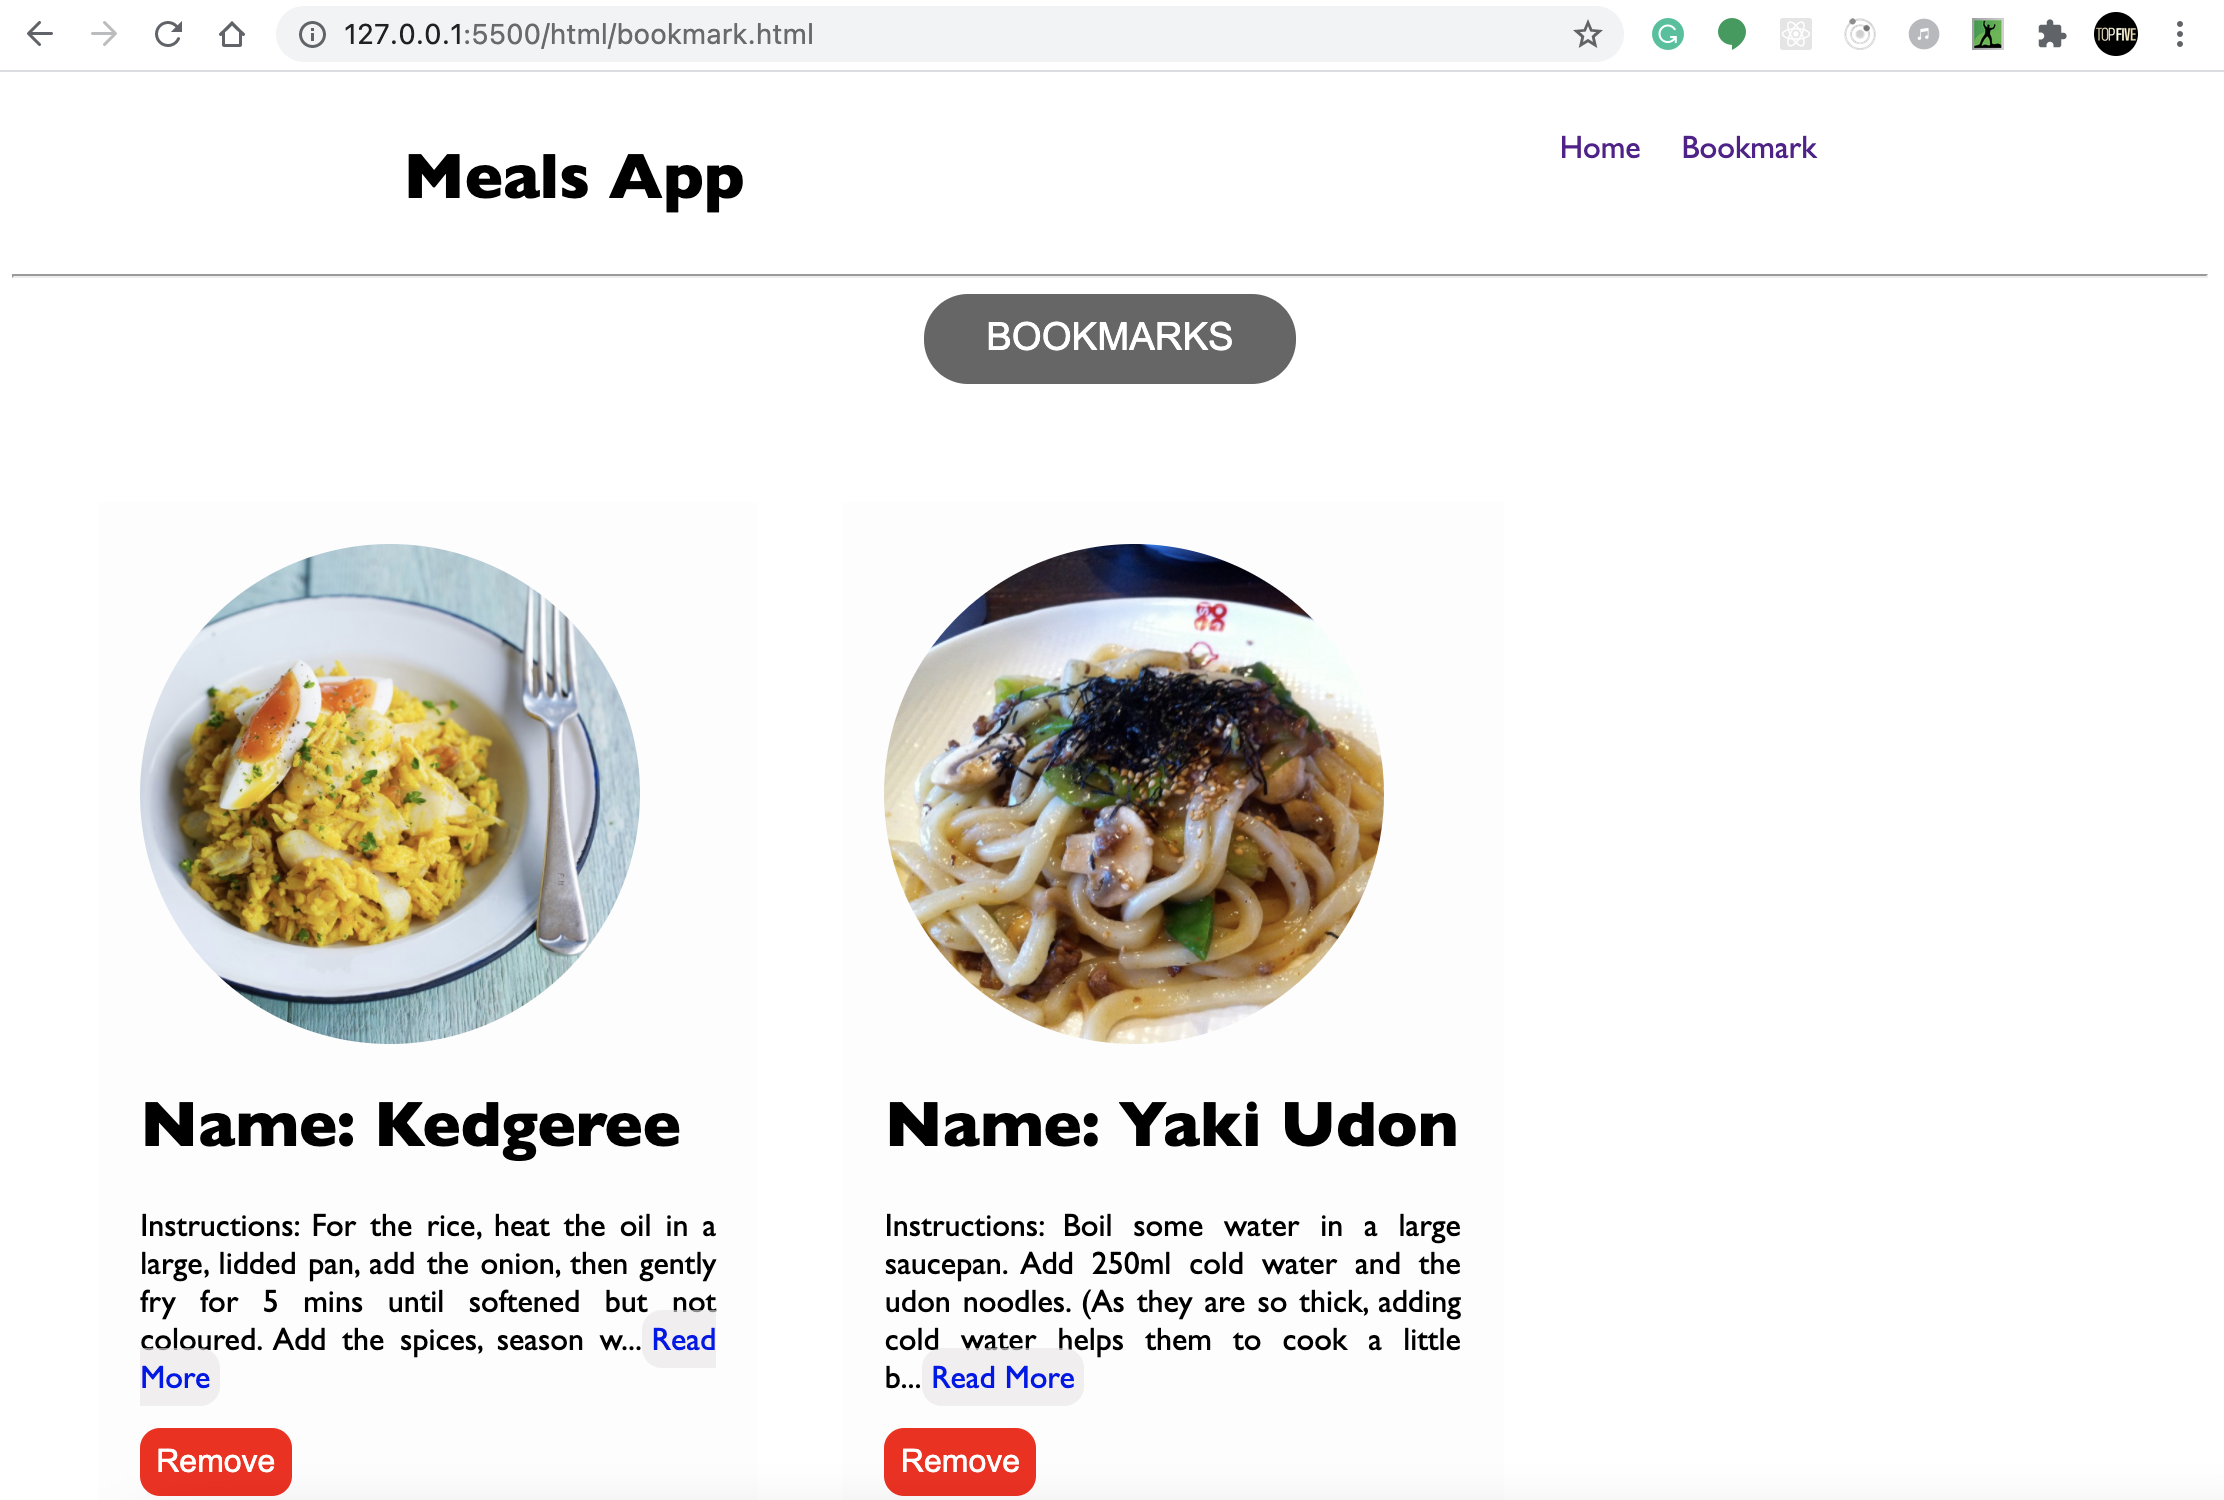 127.0.0.1:5500/html/bookmark.html
TOPFIVE
Meals App
Home Bookmark
BOOKMARKS
Name: Kedgeree
Instructions: For the rice, heat the oil in a
large, lidded pan, add the onion, then gently
fry for 5 mins until softened but not
coloured. Add the spices, season w... Read
More
Remove
Name: Yaki Udon
Instructions: Boil some water in a large
saucepan. Add 250ml cold water and the
udon noodles. (As they are so thick, adding
cold water helps them to cook a little
b... Read More
Remove